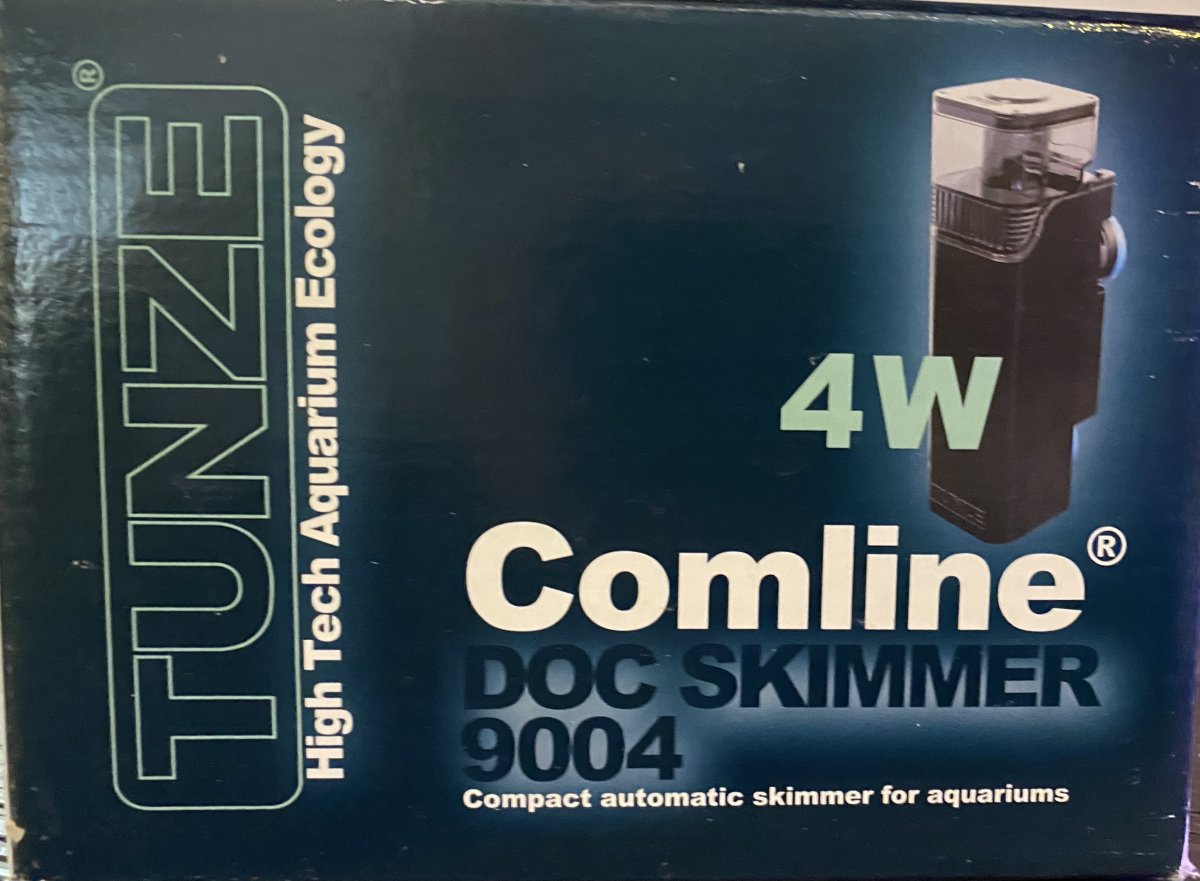 TUNZE®
High Tech Aquarium Ecology
4W
Comline®
DOC SKIMMER
9004
Compact automatic skimmer for aquariums